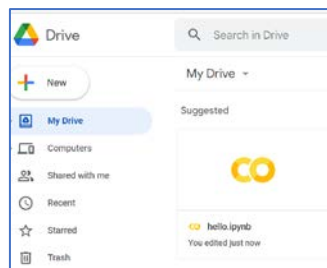 Drive
Search in Drive
New
My Drive
Computers
Shared with me
Recent
Starred
Trash
My Drive
Suggested
CO
hello.ipynb
You edited just now